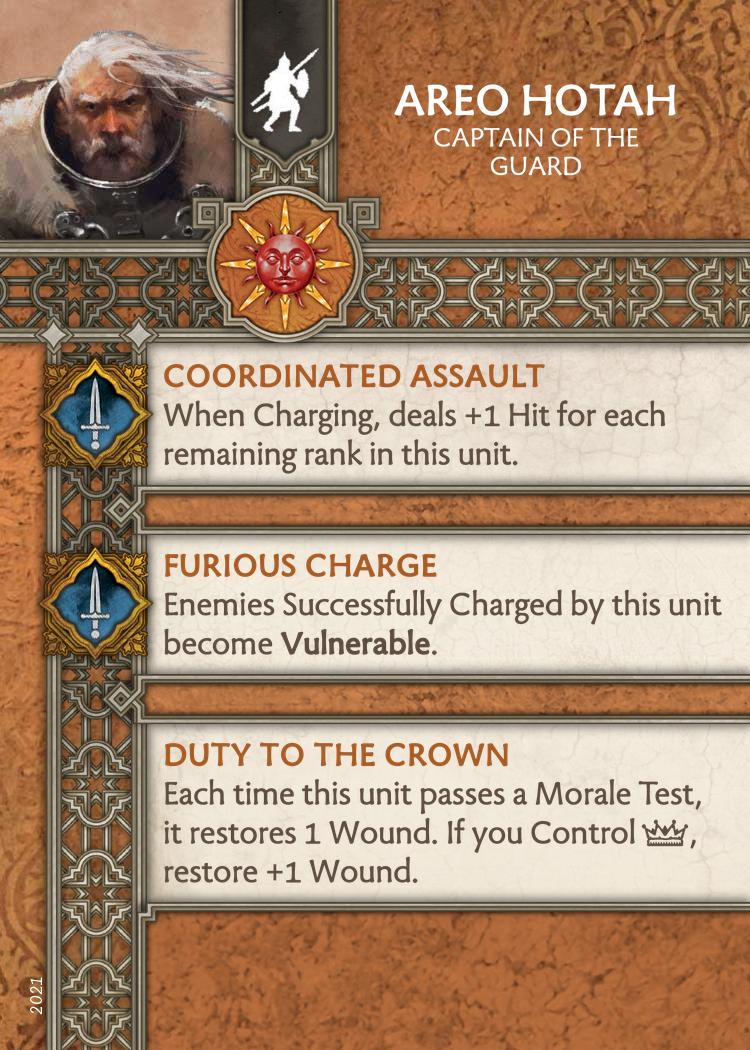 AREO HOTAH
CAPTAIN OF THE
GUARD
COORDINATED ASSAULT
When Charging, deals +1 Hit for each
remaining rank in this unit.
FURIOUS CHARGE
Enemies Successfully Charged by this unit
become Vulnerable.
DUTY TO THE CROWN
Each time this unit passes a Morale Test,
it restores 1 Wound. If you Control ,
restore +1 Wound.
2021